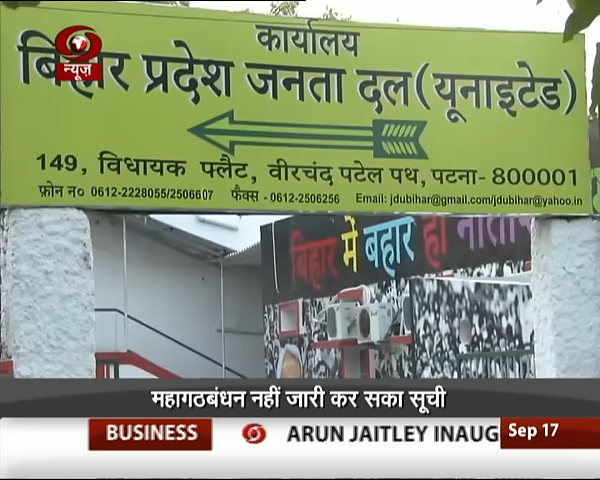 न्यूज़
कार्यालय
बिहार प्रदेश जनता दल (यूनाइटेड)
149, विधायक फ्लैट, वीरचंद पटेल पथ, पटना- 800001
फ़ोन न० 0612-2228055/2506607 फैक्स - 0612-2506256 Email: jdubihar@gmail.com/jdubihar@yahoo.in
बिहार में बहार हो
महागठबंधन नहीं जारी कर सका सूची
BUSINESS ARUN JAITLEY INAUG Sep 17